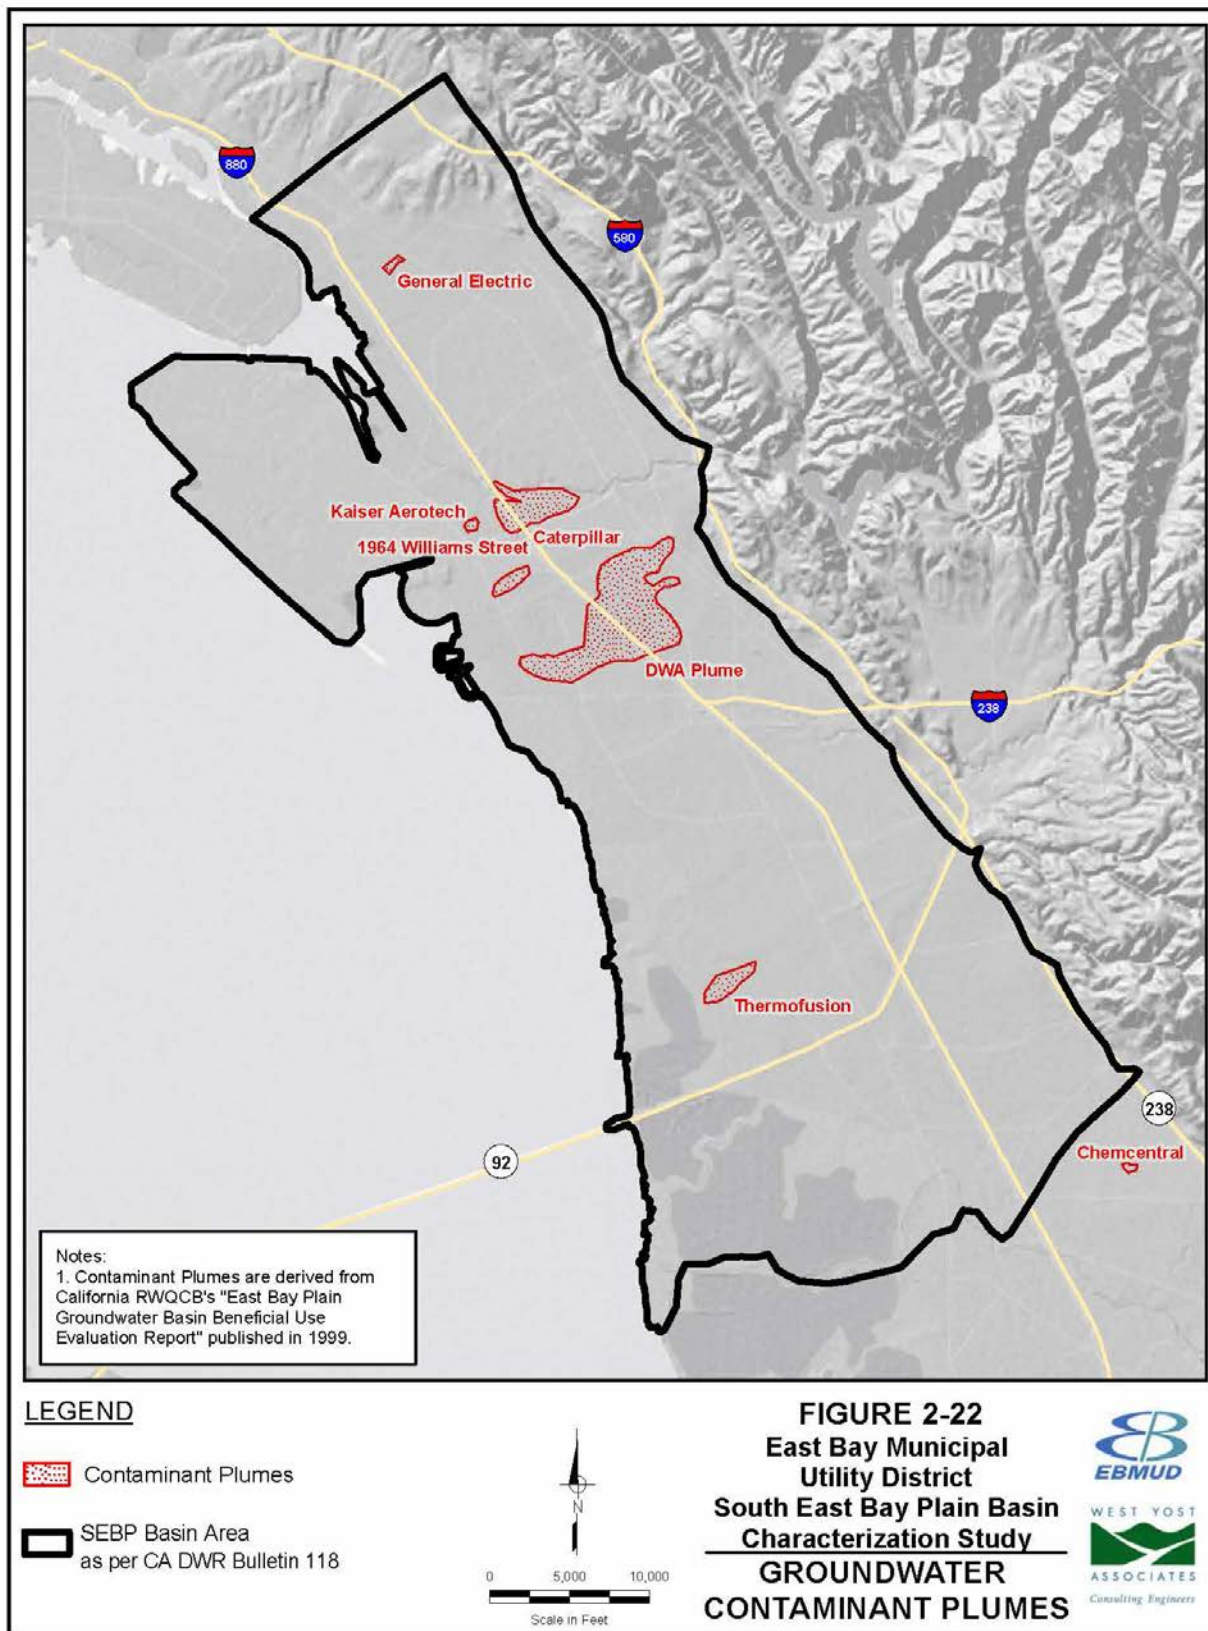 880
580
General Electric
Kaiser Aerotech
Caterpillar
1964 Williams Street
DWA Plume
238
Thermofusion
238
Chemcentral
92
Notes:
1. Contaminant Plumes are derived from
California RWQCB's "East Bay Plain
Groundwater Basin Beneficial Use
Evaluation Report" published in 1999.
LEGEND
Contaminant Plumes
SEBP Basin Area
as per CA DWR Bulletin 118
N
0 5,000 10,000
Scale in Feet
FIGURE 2-22
East Bay Municipal
Utility District
South East Bay Plain Basin
Characterization Study
GROUNDWATER
CONTAMINANT PLUMES
EBMUD
WEST YOST
ASSOCIATES
Consulting Engineers